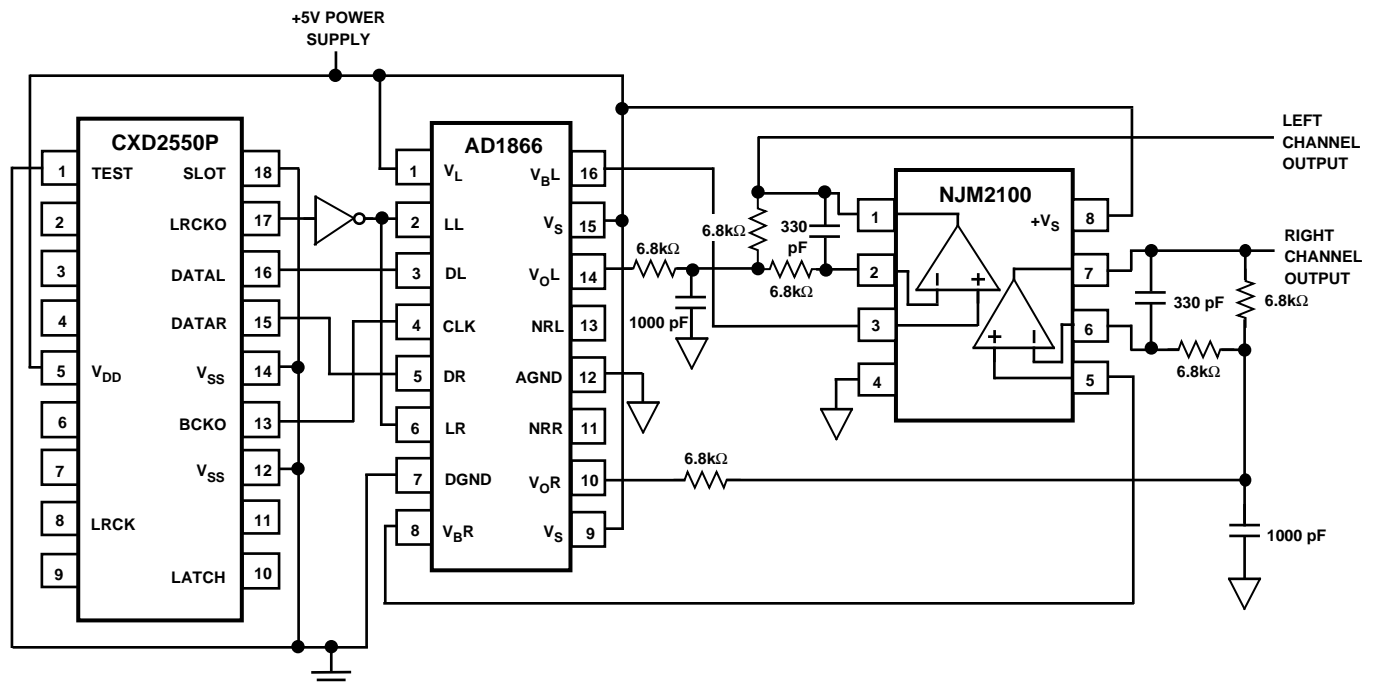 +5V POWER
SUPPLY
CXD2550P
1 TEST SLOT 18
2 LRCKO 17
3 DATAL 16
4 DATAR 15
5 VDD VSS 14
6 BCKO 13
7 VSS 12
8 LRCK 11
9 LATCH 10
AD1866
1 VL VBL 16
2 LL VS 15
3 DL VOL 14
4 CLK NRL 13
5 DR AGND 12
6 LR NRR 11
7 DGND VOR 10
8 VBR VS 9
6.8kΩ
1000 pF
6.8kΩ
330
pF
6.8kΩ
6.8kΩ
NJM2100
1 +VS 8
2 7
3 6
4 5
– +
+ –
LEFT
CHANNEL
OUTPUT
RIGHT
CHANNEL
OUTPUT
330 pF
6.8kΩ
6.8kΩ
1000 pF